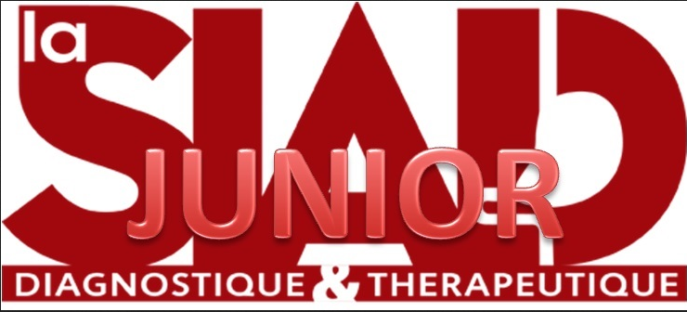 la
SIAD
JUNIOR
DIAGNOSTIQUE & THERAPEUTIQUE